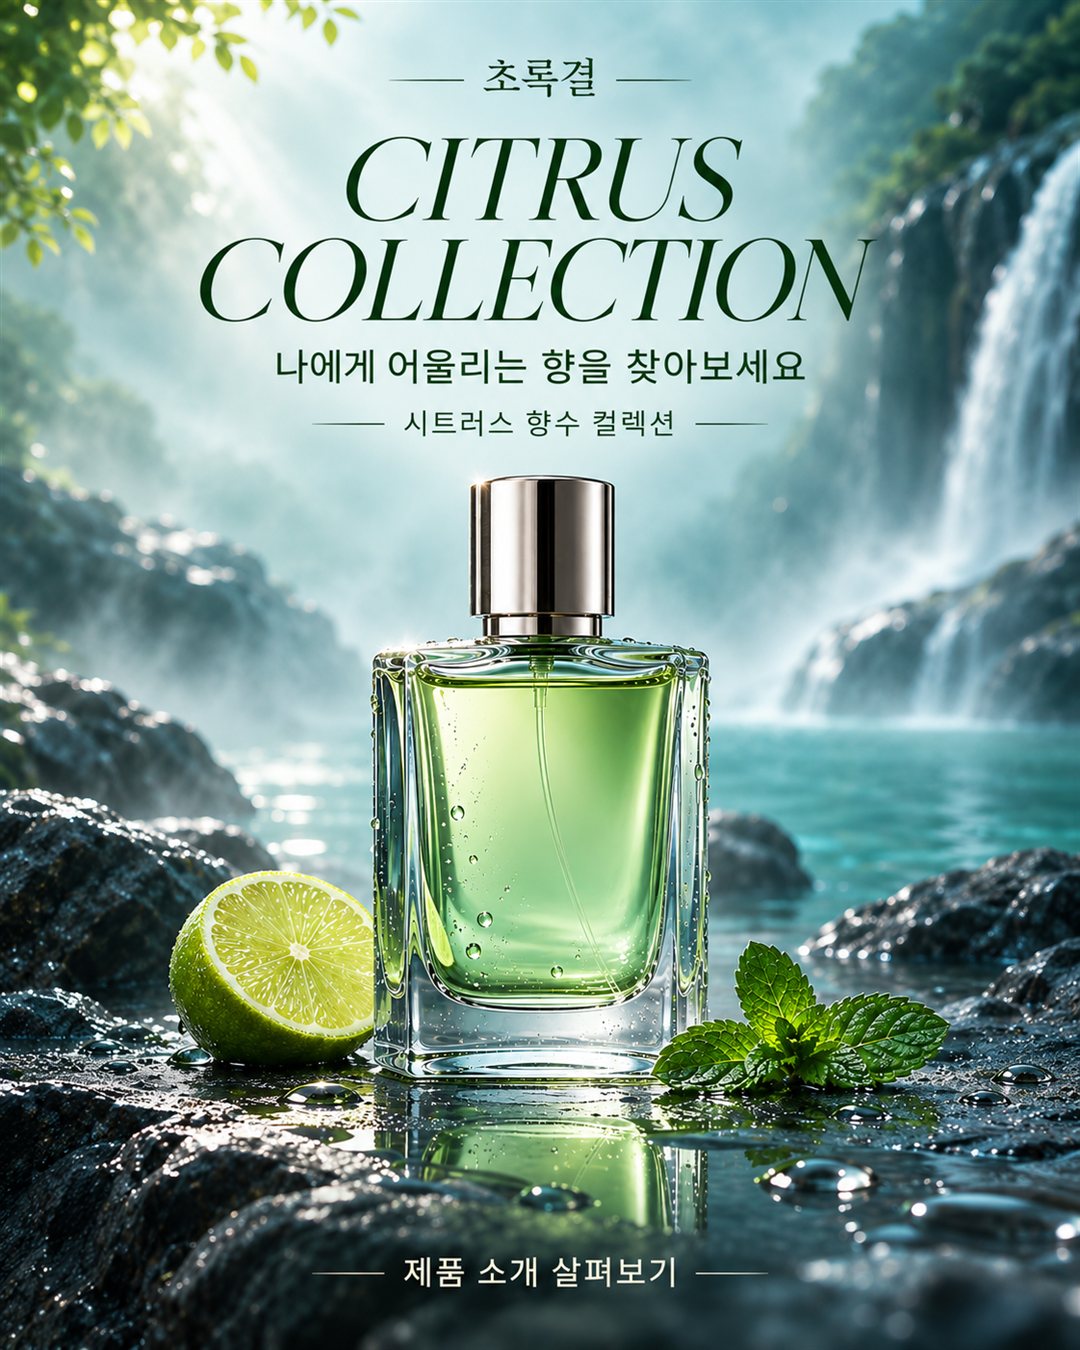 초록결
CITRUS
COLLECTION
나에게 어울리는 향을 찾아보세요
시트러스 향수 컬렉션
제품 소개 살펴보기